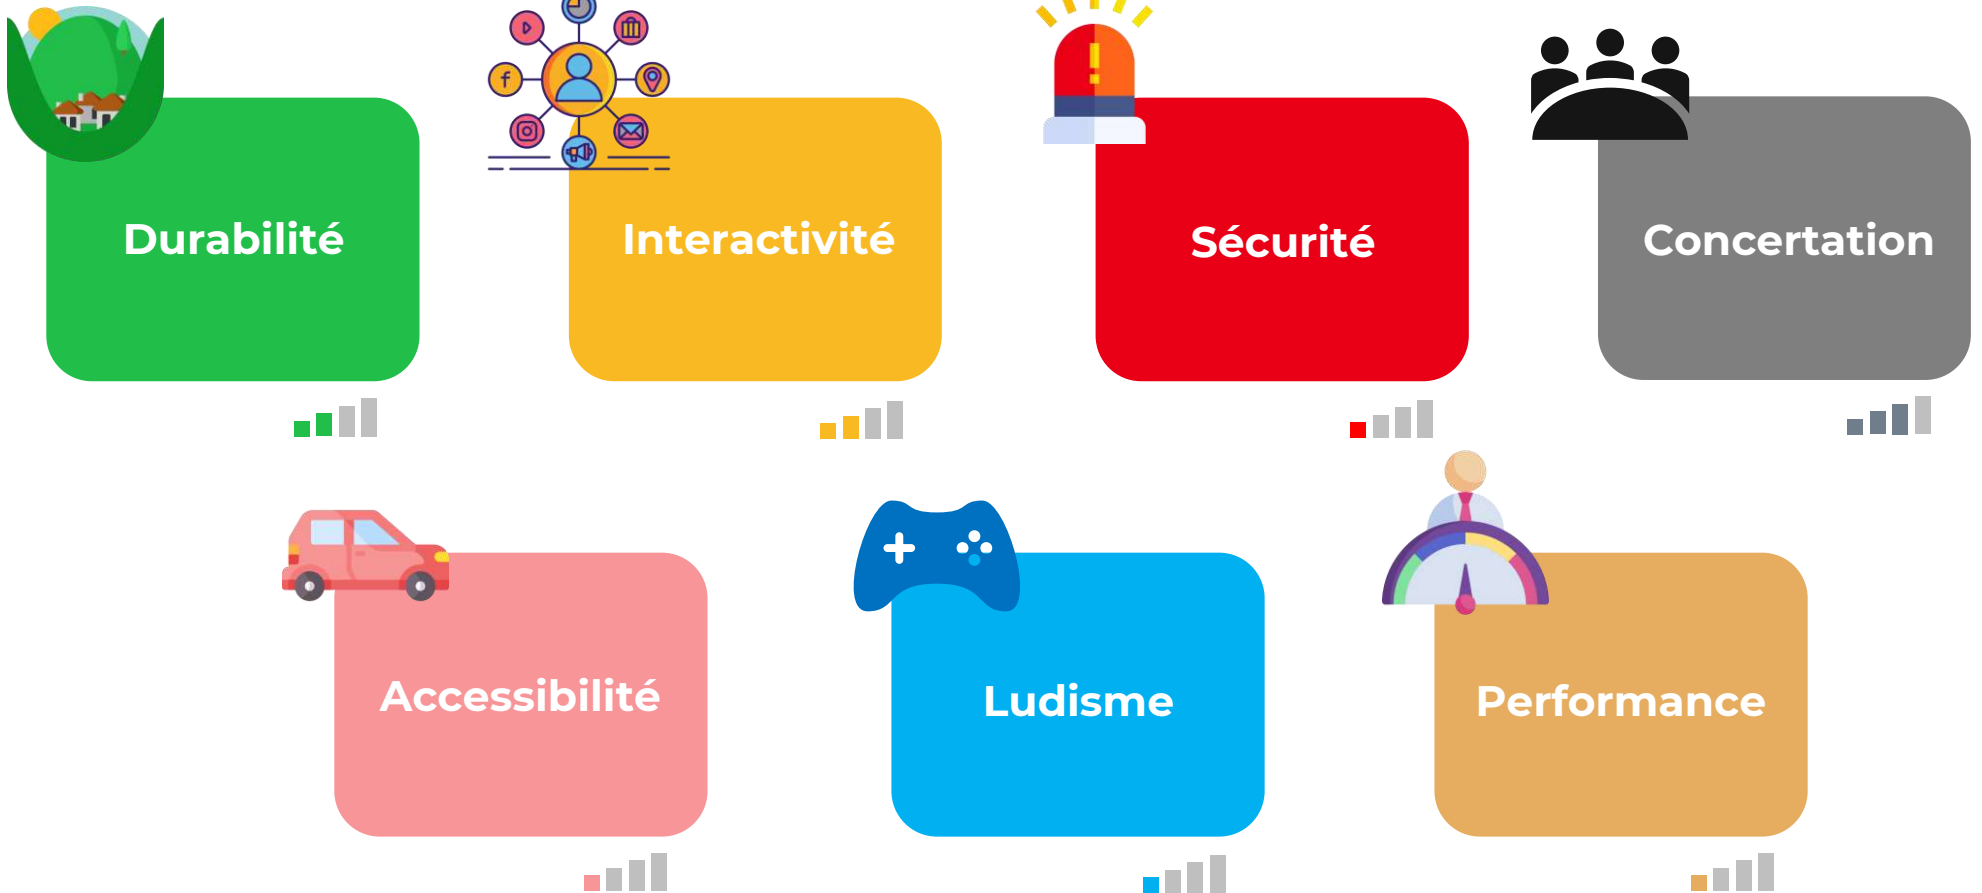 Durabilité
Interactivité
Sécurité
Concertation
Accessibilité
Ludisme
Performance